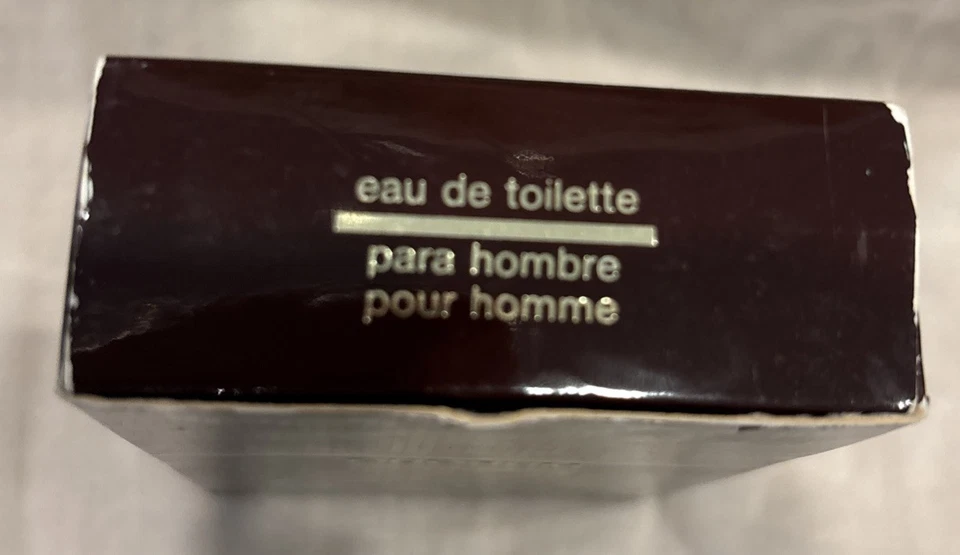 eau de toilette
para hombre
pour homme